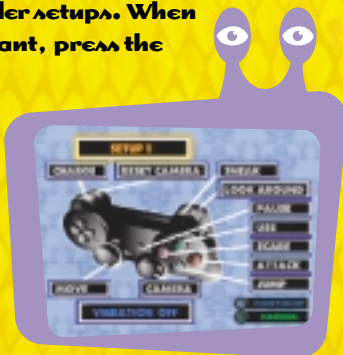 ler setups. When
ant, press the
SETUP 1
CHARGE RESET CAMERA SNEAK
LOOK AROUND
PAUSE
USE
SCARE
ATTACK
JUMP
MOVE CAMERA
VIBRATION OFF